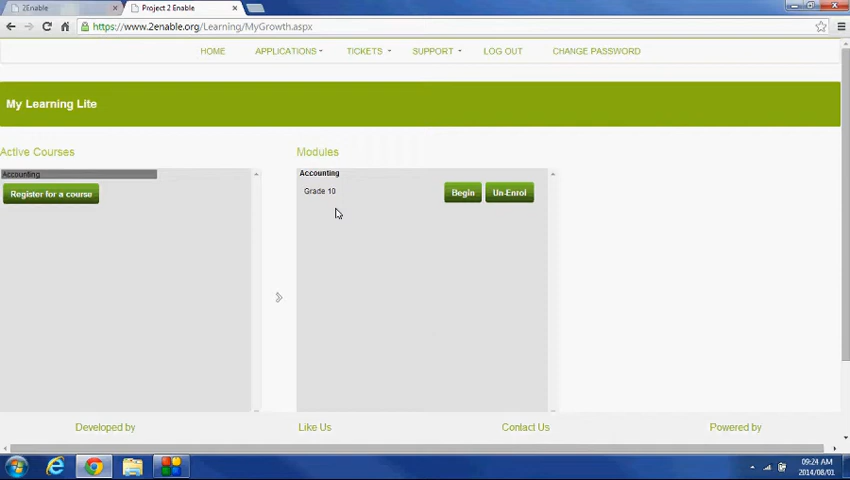 2Enable
Project 2 Enable
https://www.2enable.org/Learning/MyGrowth.aspx
HOME APPLICATIONS TICKETS SUPPORT LOG OUT CHANGE PASSWORD
My Learning Lite
Active Courses
Modules
Accounting
Register for a course
Accounting
Grade 10
Begin
Un-Enrol
Developed by
Like Us
Contact Us
Powered by
09:24 AM
2014/08/01